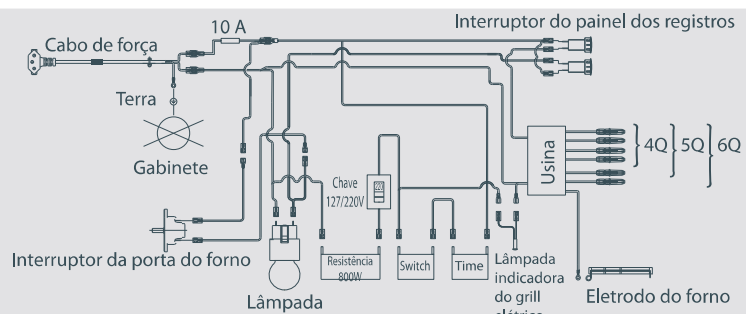 Interruptor do painel dos registros
10 A
Cabo de força
Terra
Gabinete
Usina
4Q
5Q
6Q
Chave
127/220V
Interruptor da porta do forno
Resistência
800W
Switch
Time
Lâmpada
indicadora
do grill
Lâmpada
Eletrodo do forno